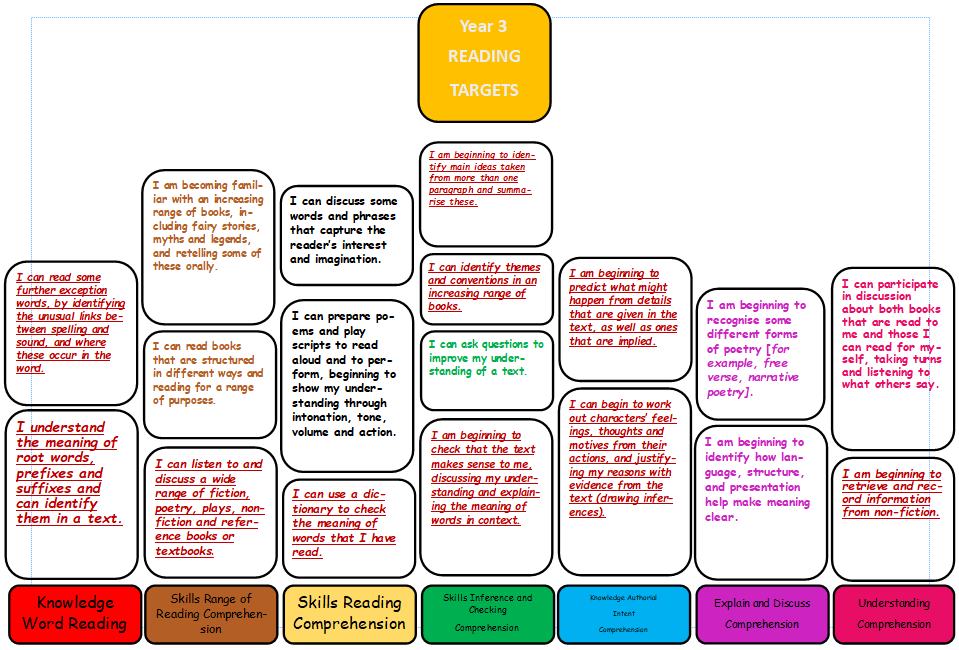 Year 3
READING
TARGETS
I can read some
further exception
words, by identifying
the unusual links be-
tween spelling and
sound, and where
these occur in the
word.
I understand
the meaning of
root words,
prefixes and
suffixes and
can identify
them in a text.
Knowledge
Word Reading
I am becoming famil-
iar with an increasing
range of books, in-
cluding fairy stories,
myths and legends,
and retelling some of
these orally.
I can read books
that are structured
in different ways and
reading for a range
of purposes.
I can listen to and
discuss a wide
range of fiction,
poetry, plays, non-
fiction and refer-
ence books or
textbooks.
Skills Range of
Reading Comprehen-
sion
I can discuss some
words and phrases
that capture the
reader's interest
and imagination.
I can prepare po-
ems and play
scripts to read
aloud and to per-
form, beginning to
show my under-
standing through
intonation, tone,
volume and action.
I can use a dic-
tionary to check
the meaning of
words that I have
read.
Skills Reading
Comprehension
I am beginning to iden-
tify main ideas taken
from more than one
paragraph and summa-
rise these.
I can identify themes
and conventions in an
increasing range of
books.
I can ask questions to
improve my under-
standing of a text.
I am beginning to
check that the text
makes sense to me,
discussing my under-
standing and explain-
ing the meaning of
words in context.
Skills Inference and
Checking
Comprehension
I am beginning to
predict what might
happen from details
that are given in the
text, as well as ones
that are implied.
I can begin to work
out characters' feel-
ings, thoughts and
motives from their
actions, and justify-
ing my reasons with
evidence from the
text (drawing infer-
ences).
Knowledge Authorial
Intent
Comprehension
I am beginning to
recognise some
different forms
of poetry [for
example, free
verse, narrative
poetry].
I am beginning to
identify how lan-
guage, structure,
and presentation
help make meaning
clear.
Explain and Discuss
Comprehension
I can participate
in discussion
about both books
that are read to
me and those I
can read for my-
self, taking turns
and listening to
what others say.
I am beginning to
retrieve and rec
ord information
from non-fiction.
Understanding
Comprehension